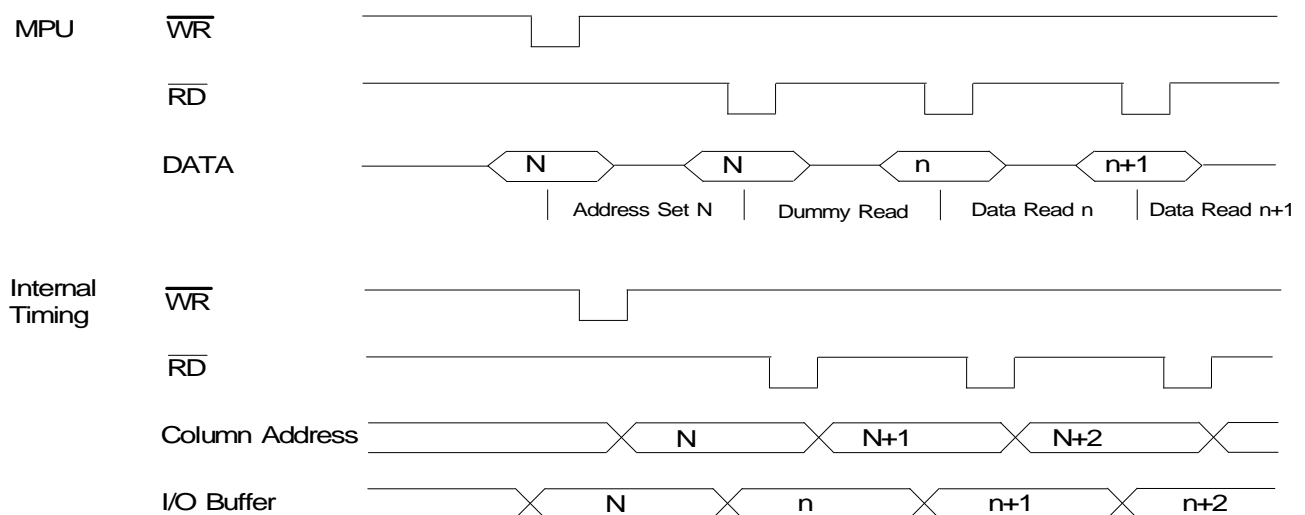 MPU WR
RD
DATA N N n n+1
Address Set N Dummy Read Data Read n Data Read n+1
Internal
Timing WR
RD
Column Address N N+1 N+2
I/O Buffer N n n+1 n+2